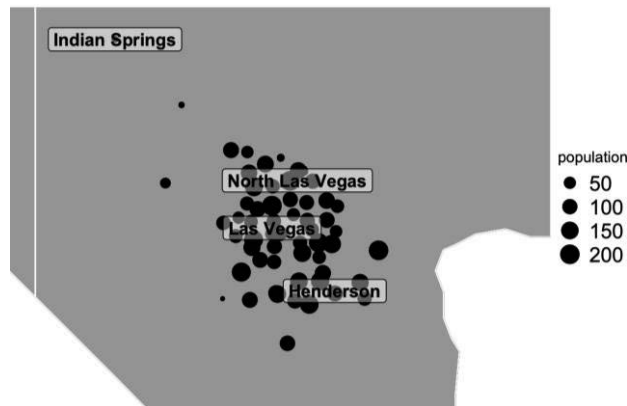 Indian Springs
North Las Vegas
Las Vegas
Henderson
population
50
100
150
200